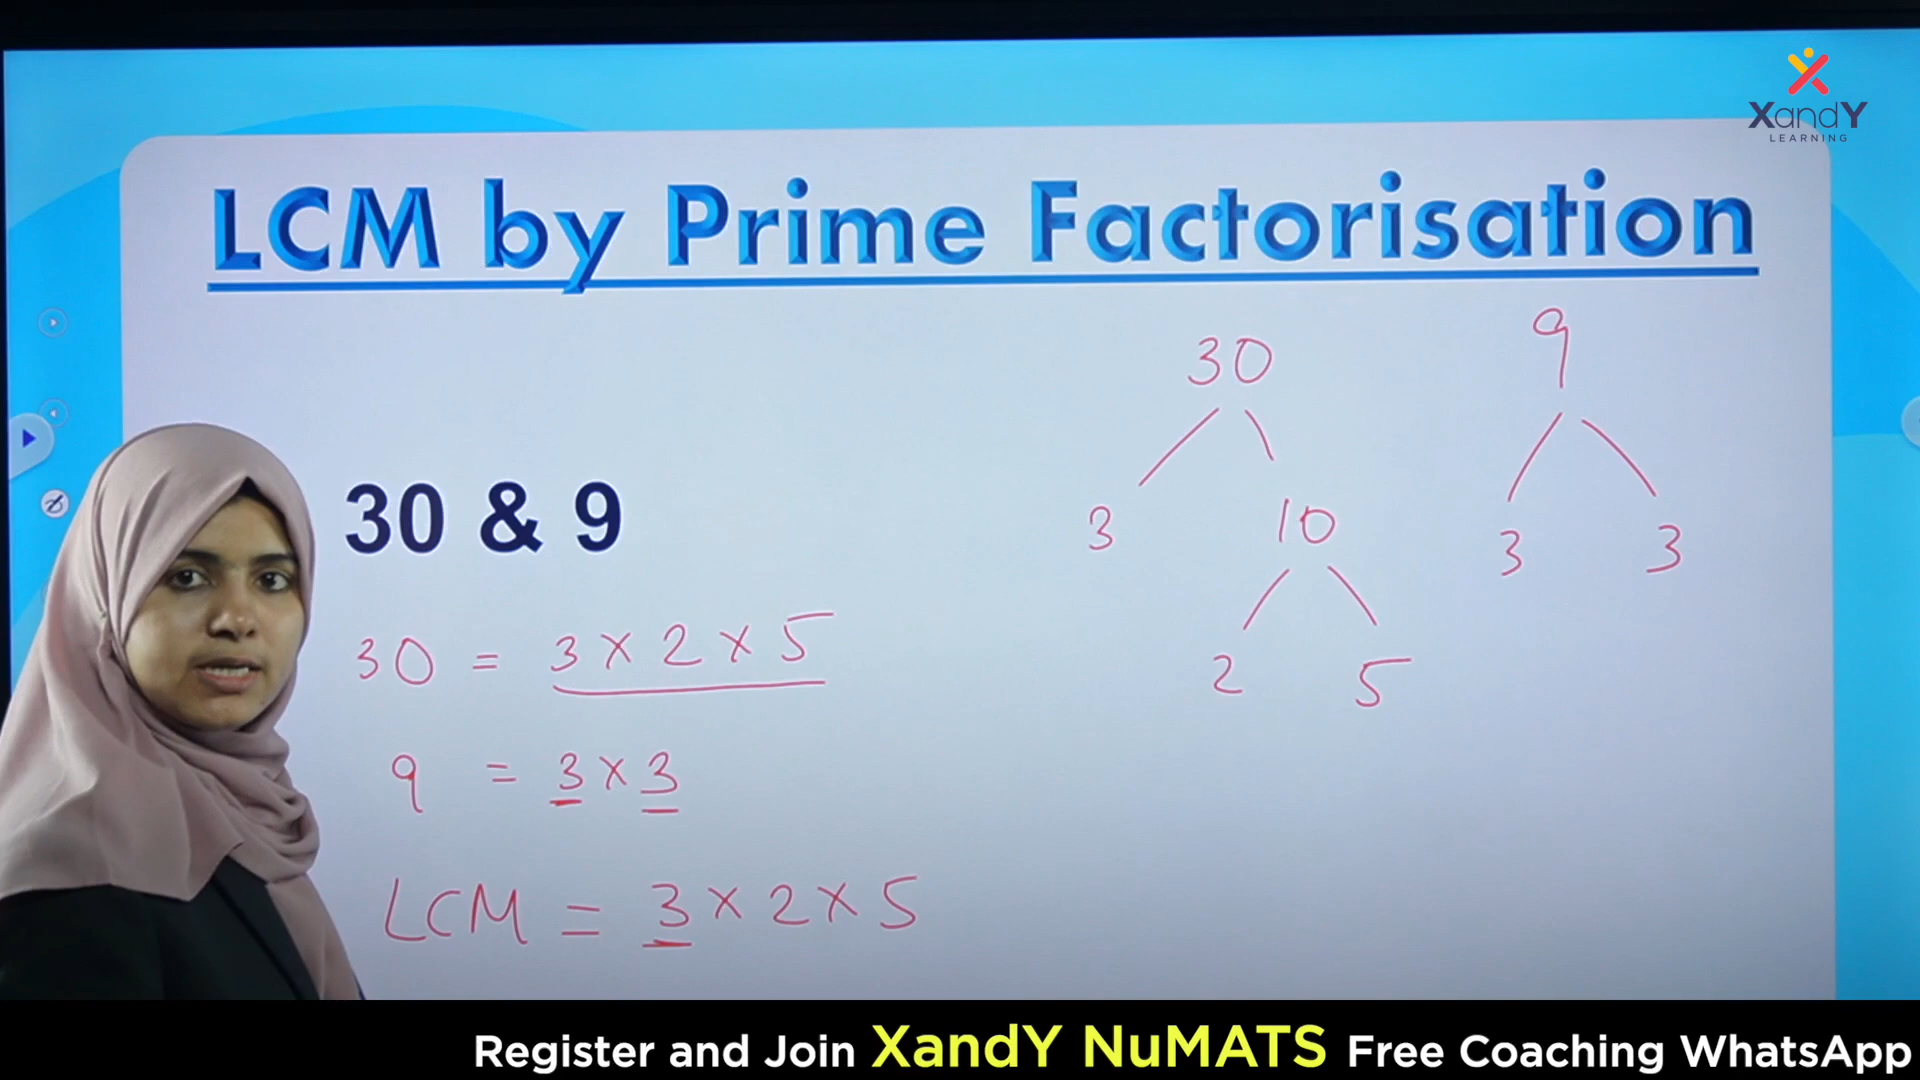 XandY
LEARNING
LCM by Prime Factorisation
30 & 9
30 = 3 × 2 × 5
9 = 3 × 3
LCM = 3 × 2 × 5
30
3 10
2 5
9
3 3
Register and Join XandY NuMATS Free Coaching WhatsApp